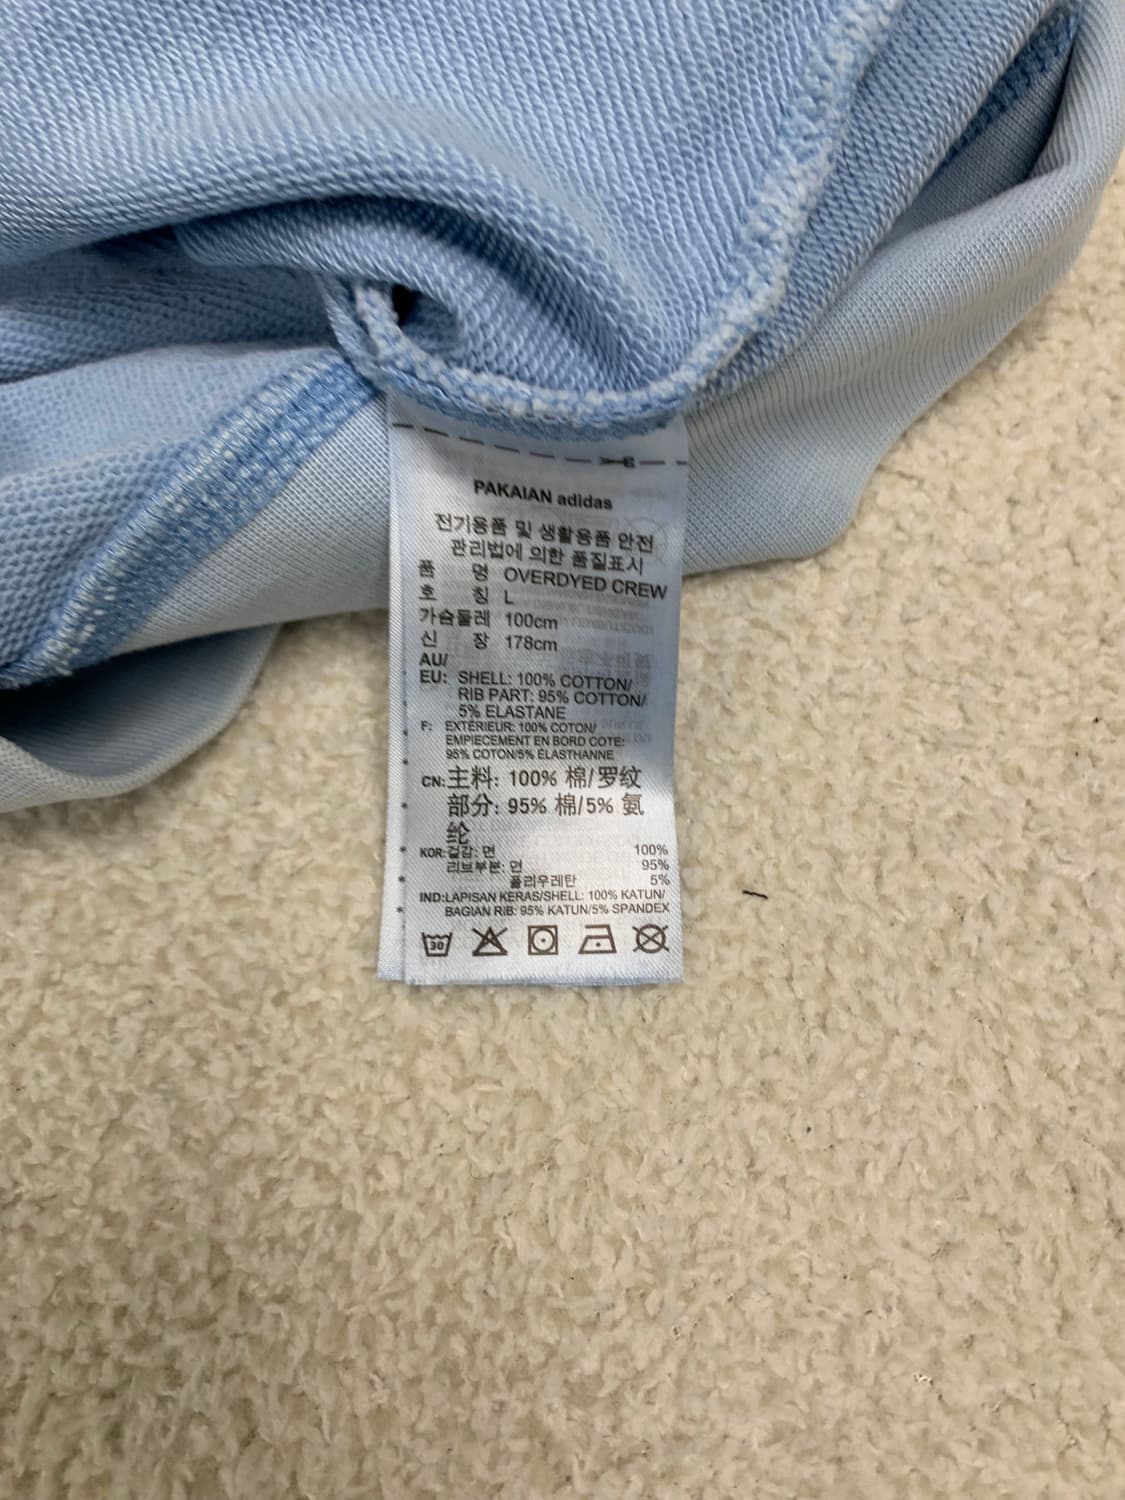 PAKAIAN adidas
전기용품 및 생활용품 안전
관리법에 의한 품질표시
품 명 OVERDYED CREW
호 칭 L
가슴둘레 100cm
신 장 178cm
AU/
EU: SHELL: 100% COTTON/
RIB PART: 95% COTTON/
5% ELASTANE
F: EXTÉRIEUR: 100% COTON/
EMPIECEMENT EN BORD COTE:
95% COTON/5% ÉLASTHANNE
CN: 主料: 100% 棉/罗纹
部分: 95% 棉/5% 氨
纶
KOR: 겉감: 면 100%
리브부분: 면 95%
폴리우레탄 5%
IND: LAPISAN KERAS/SHELL: 100% KATUN/
BAGIAN RIB: 95% KATUN/5% SPANDEX
30